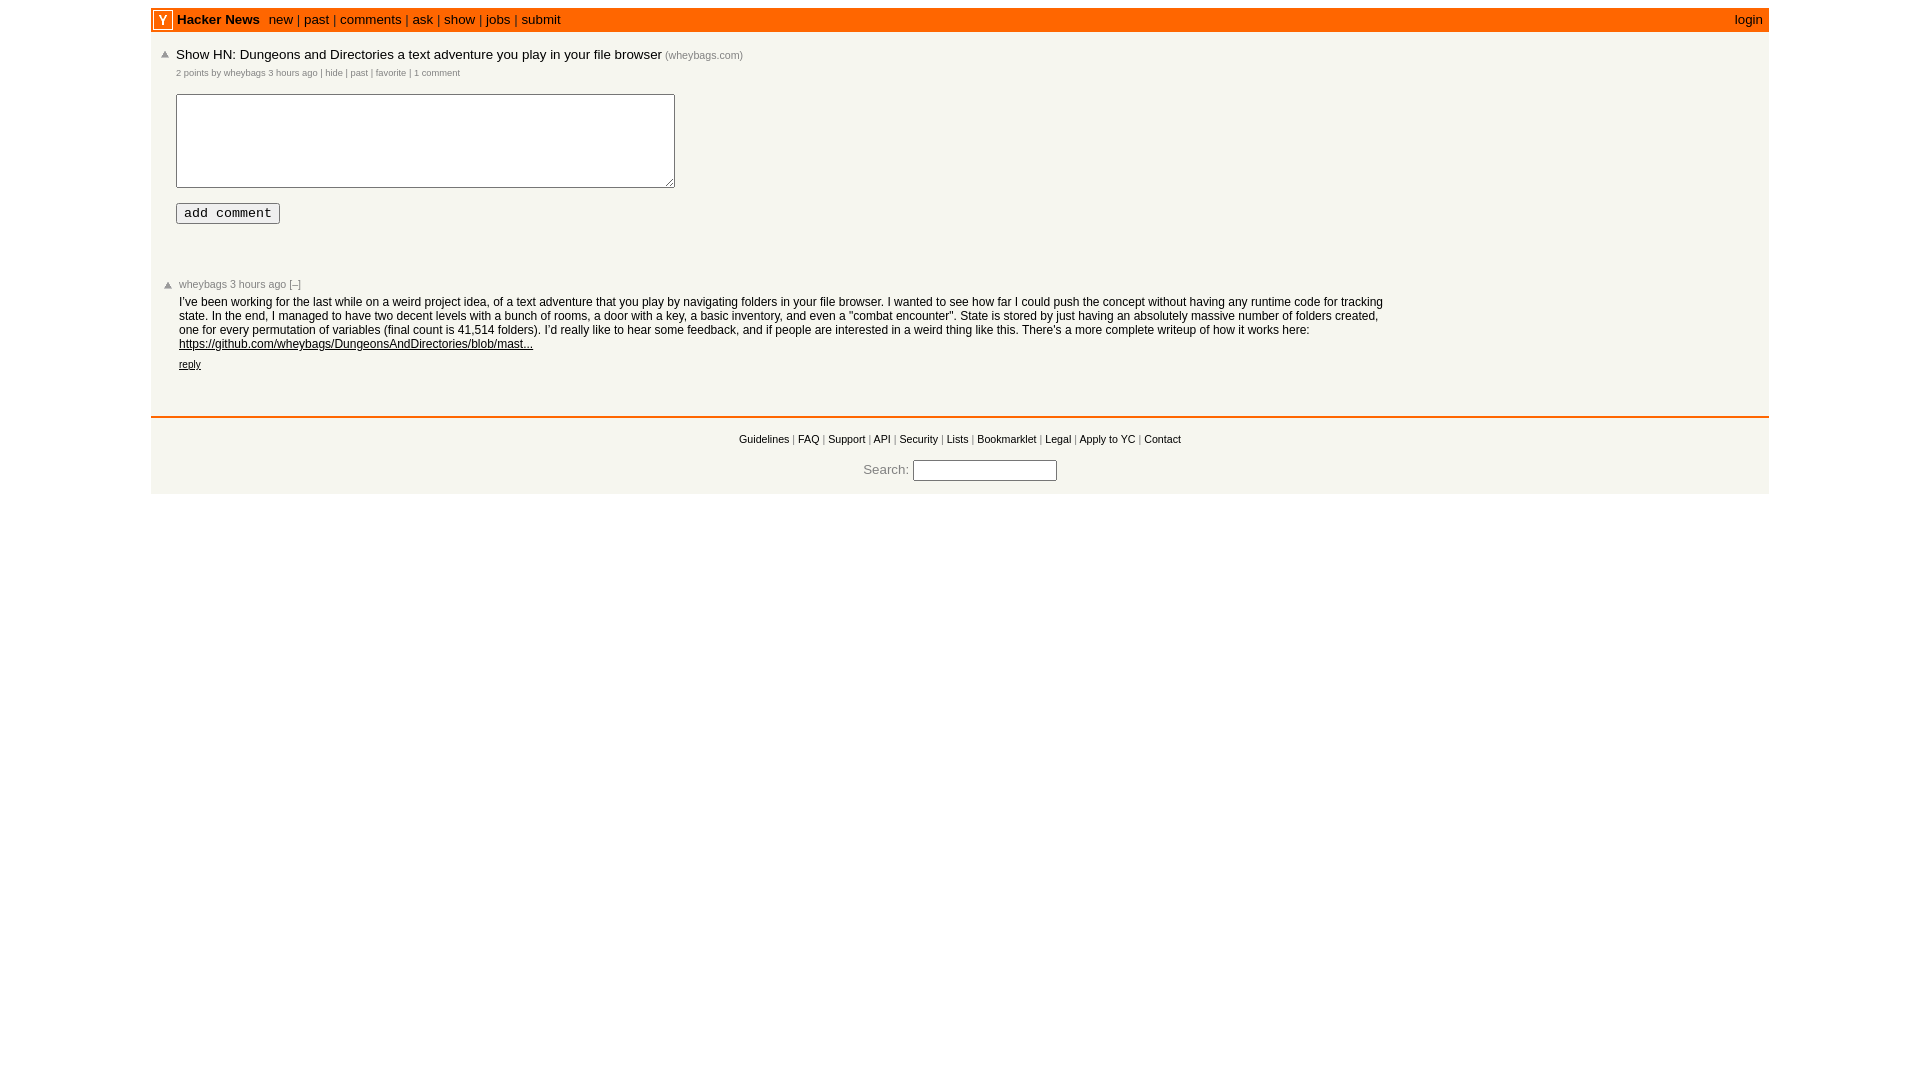 Y Hacker News new | past | comments | ask | show | jobs | submit login
Show HN: Dungeons and Directories a text adventure you play in your file browser (wheybags.com)
2 points by wheybags 3 hours ago | hide | past | favorite | 1 comment
add comment
wheybags 3 hours ago [–]
I've been working for the last while on a weird project idea, of a text adventure that you play by navigating folders in your file browser. I wanted to see how far I could push the concept without having any runtime code for tracking
state. In the end, I managed to have two decent levels with a bunch of rooms, a door with a key, a basic inventory, and even a "combat encounter". State is stored by just having an absolutely massive number of folders created,
one for every permutation of variables (final count is 41,514 folders). I'd really like to hear some feedback, and if people are interested in a weird thing like this. There's a more complete writeup of how it works here:
https://github.com/wheybags/DungeonsAndDirectories/blob/mast...
reply
Guidelines | FAQ | Support | API | Security | Lists | Bookmarklet | Legal | Apply to YC | Contact
Search: